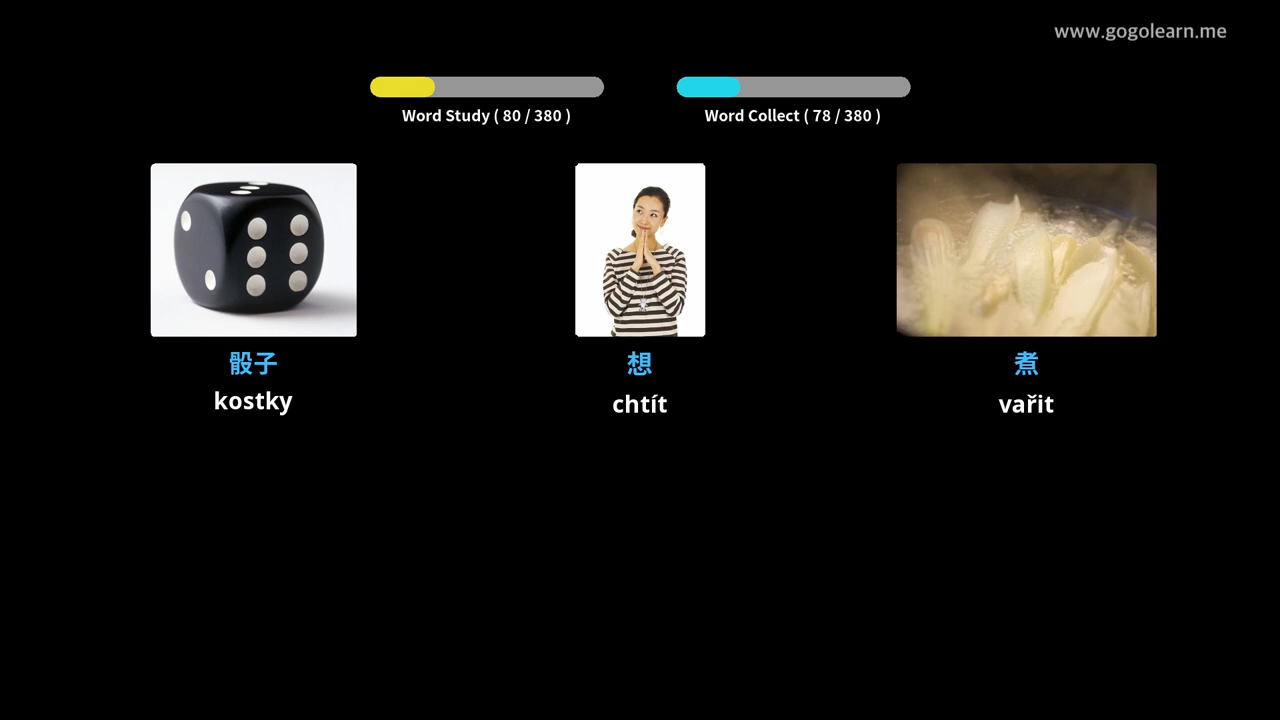 www.gogolearn.me
Word Study ( 80 / 380 )
Word Collect ( 78 / 380 )
骰子
kostky
想
chtít
煮
vařit